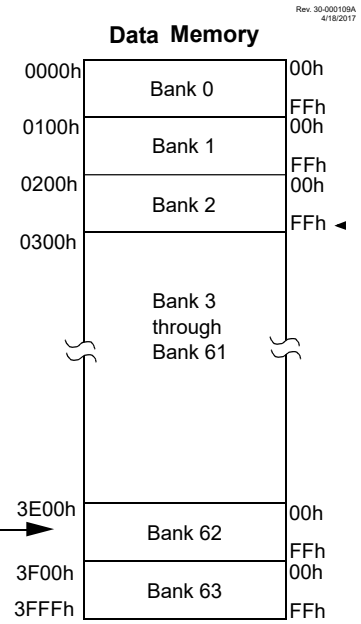 Rev. 30-000109A
4/18/2017
Data Memory
0000h
00h
Bank 0
FFh
0100h
00h
Bank 1
FFh
0200h
00h
Bank 2
FFh
0300h
Bank 3
through
Bank 61
3E00h
00h
Bank 62
FFh
3F00h
00h
Bank 63
3FFFh
FFh